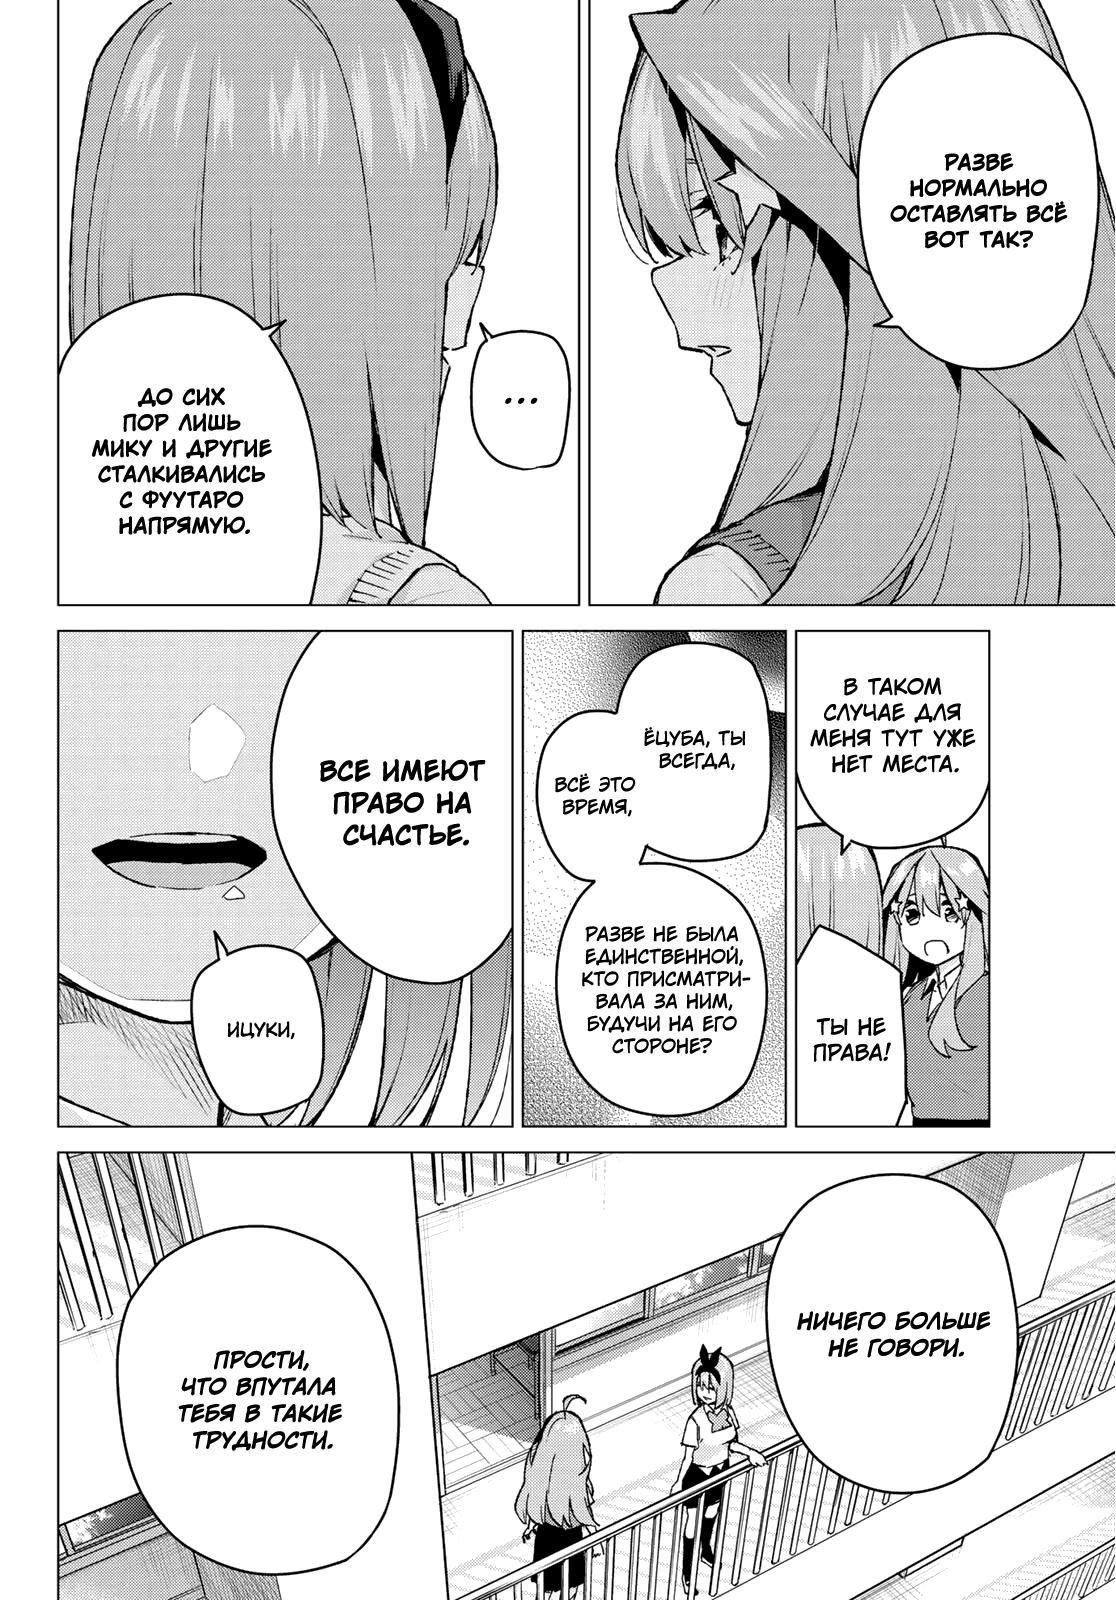 РАЗВЕ
НОРМАЛЬНО
ОСТАВЛЯТЬ ВСЁ
ВОТ ТАК?
...
ДО СИХ
ПОР ЛИШЬ
МИКУ И ДРУГИЕ
СТАЛКИВАЛИСЬ
С ФУУТАРО
НАПРЯМУЮ.
В ТАКОМ
СЛУЧАЕ ДЛЯ
МЕНЯ ТУТ УЖЕ
НЕТ МЕСТА.
ТЫ НЕ
ПРАВА!
ЁЦУБА, ТЫ
ВСЕГДА,
ВСЁ ЭТО
ВРЕМЯ,
РАЗВЕ НЕ БЫЛА
ЕДИНСТВЕННОЙ,
КТО ПРИСМАТРИ-
ВАЛА ЗА НИМ,
БУДУЧИ НА ЕГО
СТОРОНЕ?
ВСЕ ИМЕЮТ
ПРАВО НА
СЧАСТЬЕ.
ИЦУКИ,
НИЧЕГО БОЛЬШЕ
НЕ ГОВОРИ.
ПРОСТИ,
ЧТО ВПУТАЛА
ТЕБЯ В ТАКИЕ
ТРУДНОСТИ.